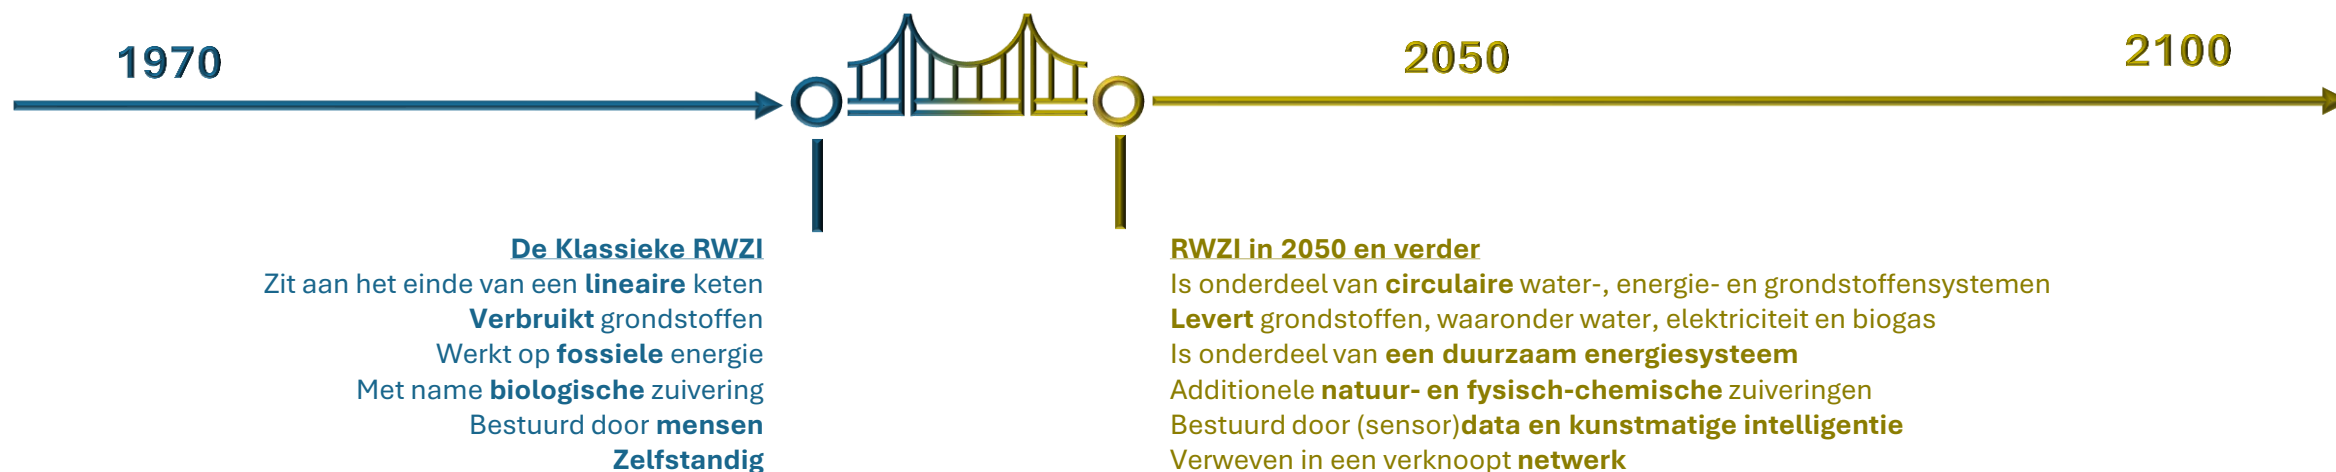 1970
2050
2100
De Klassieke RWZI
Zit aan het einde van een lineaire keten
Verbruikt grondstoffen
Werkt op fossiele energie
Met name biologische zuivering
Bestuurd door mensen
Zelfstandig
RWZI in 2050 en verder
Is onderdeel van circulaire water-, energie- en grondstoffensystemen
Levert grondstoffen, waaronder water, elektriciteit en biogas
Is onderdeel van een duurzaam energiesysteem
Additionele natuur- en fysisch-chemische zuiveringen
Bestuurd door (sensor)data en kunstmatige intelligentie
Verweven in een verknoopt netwerk